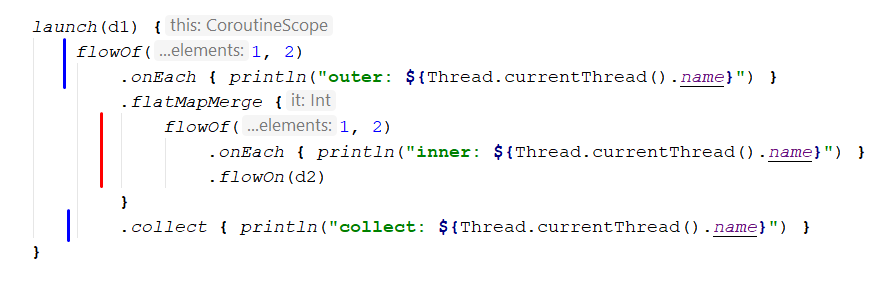 launch(d1) { this: CoroutineScope
flowOf( ...elements: 1, 2)
.onEach { println("outer: ${Thread.currentThread().name}") }
.flatMapMerge { it: Int
flowOf( ...elements: 1, 2)
.onEach { println("inner: ${Thread.currentThread().name}") }
.flowOn(d2)
}
.collect { println("collect: ${Thread.currentThread().name}") }
}